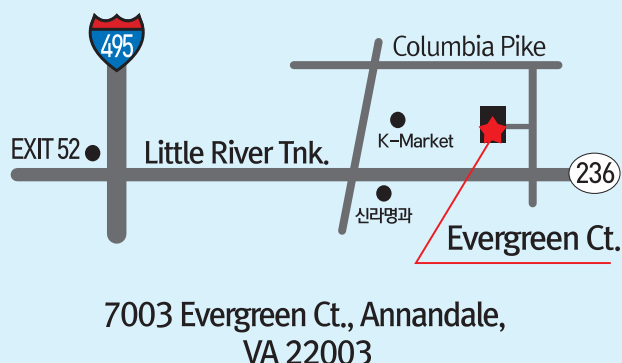 495
Columbia Pike
K-Market
EXIT 52
Little River Tnk.
236
신라명과
Evergreen Ct.
7003 Evergreen Ct., Annandale,
VA 22003